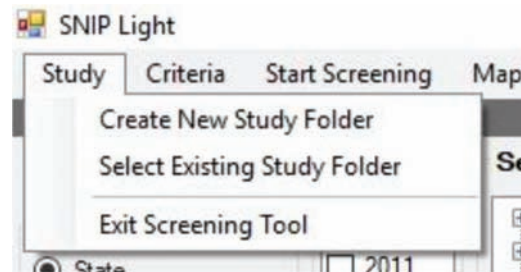 SNIP Light
Study Criteria Start Screening Map
Create New Study Folder
Select Existing Study Folder
Exit Screening Tool
State 2011